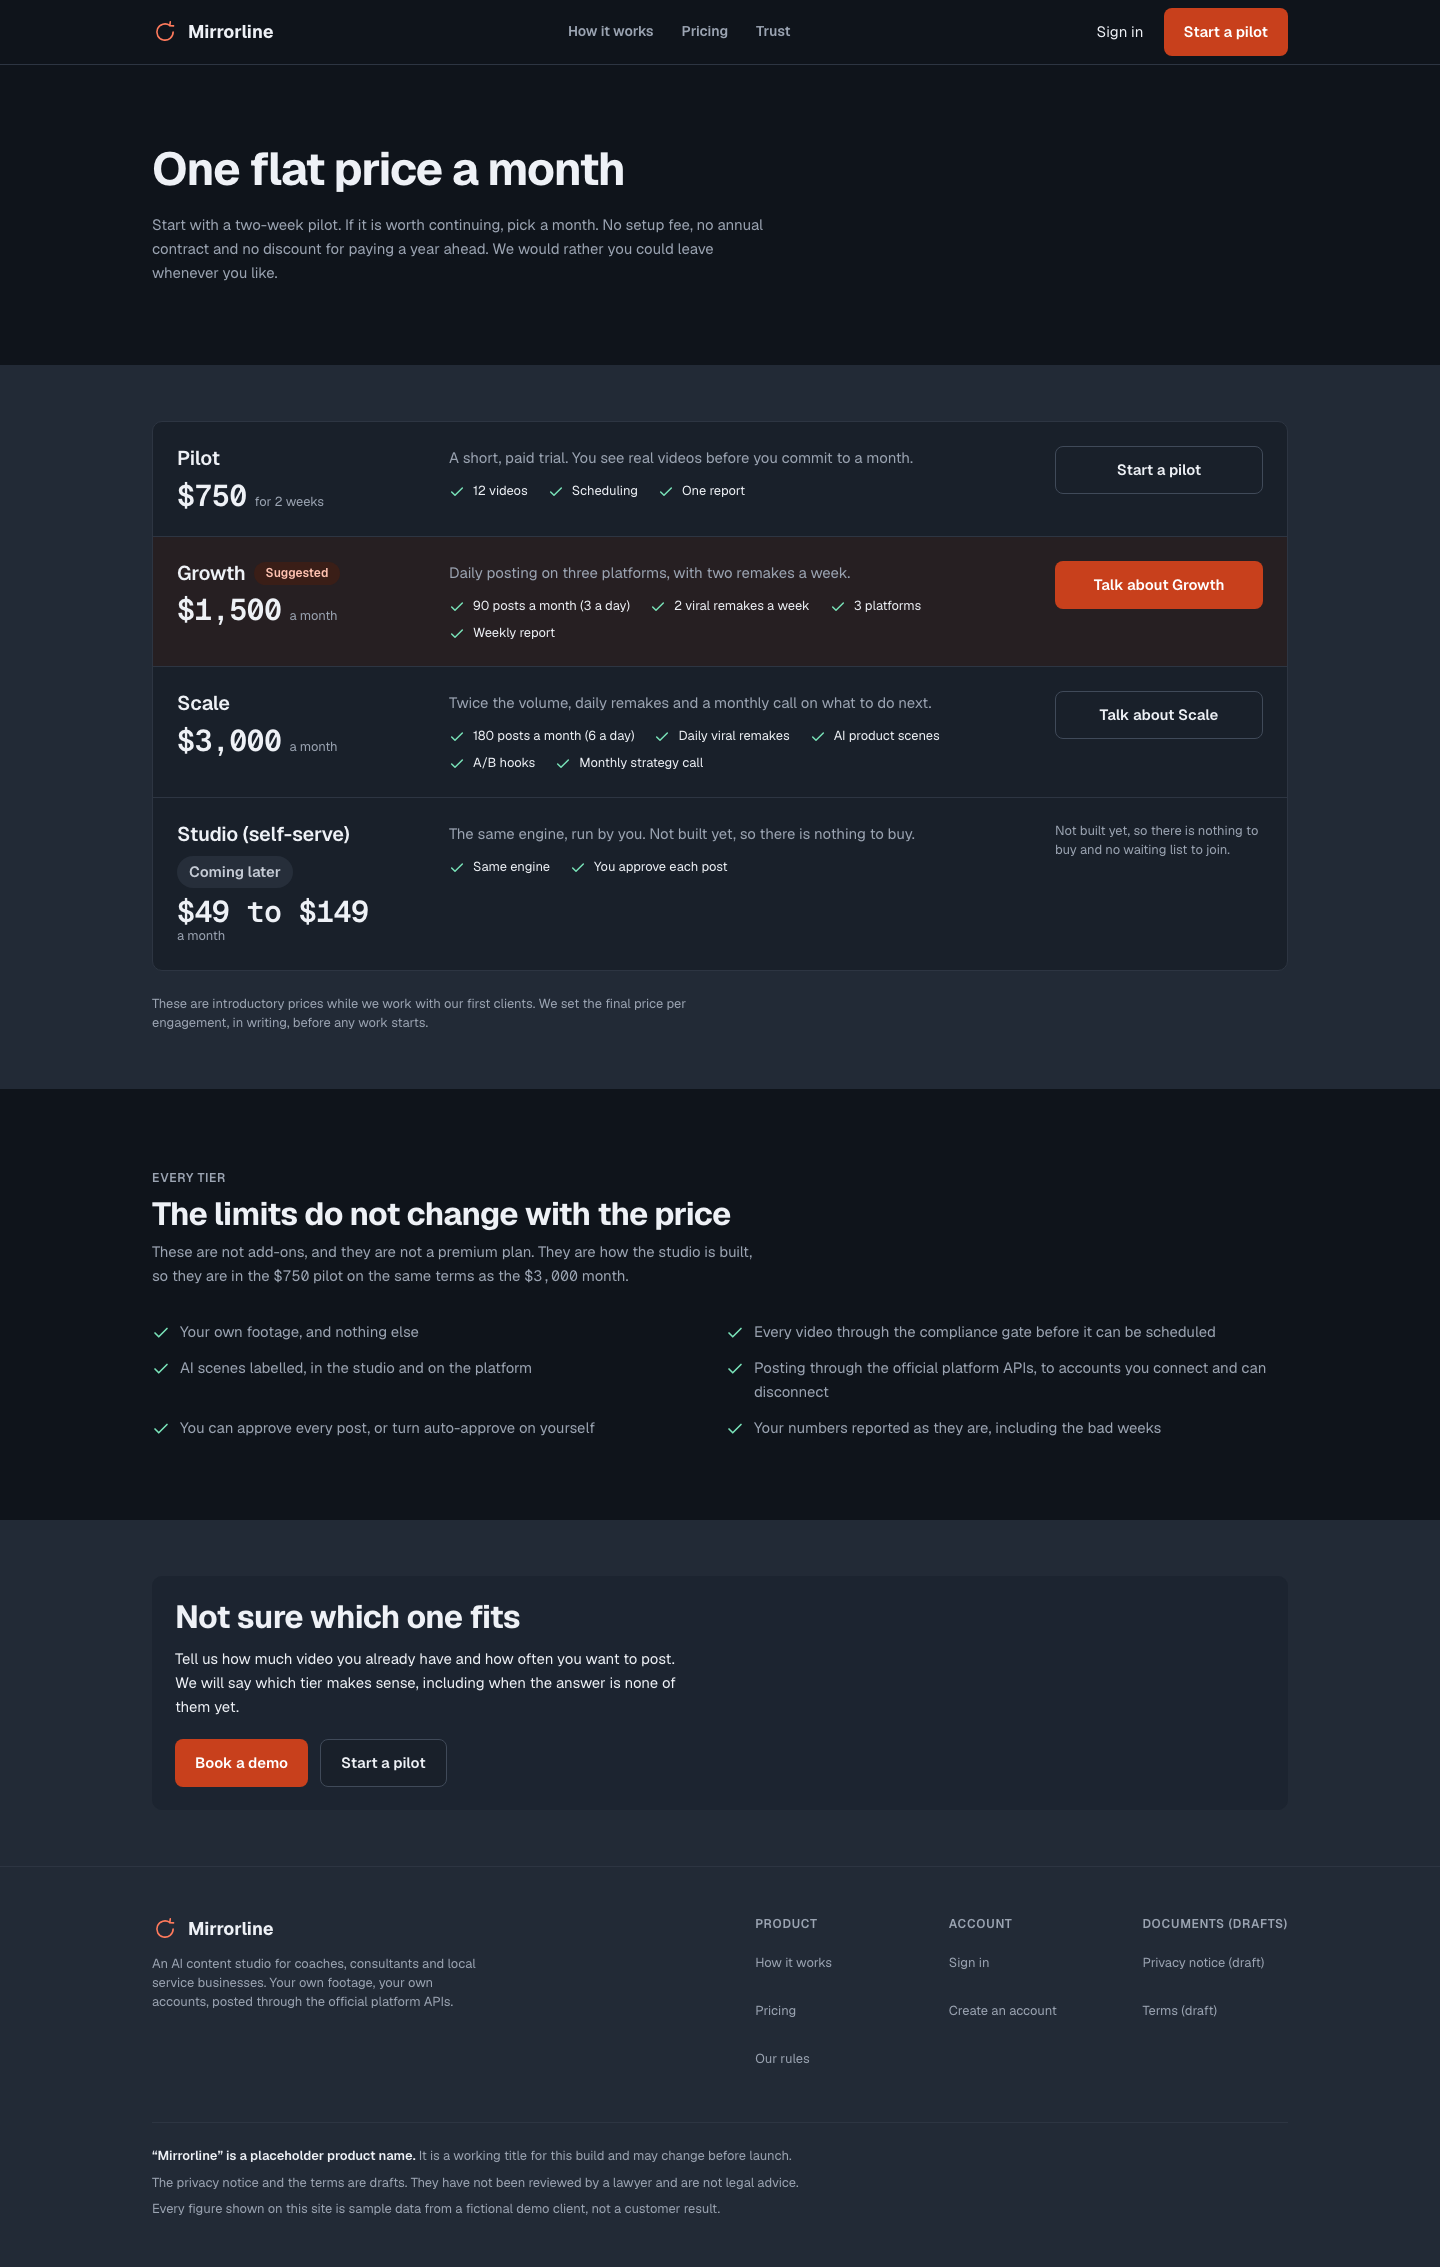 Mirrorline
How it works
Pricing
Trust
Sign in
Start a pilot
One flat price a month
Start with a two-week pilot. If it is worth continuing, pick a month. No setup fee, no annual
contract and no discount for paying a year ahead. We would rather you could leave
whenever you like.
Pilot
$750 for 2 weeks
A short, paid trial. You see real videos before you commit to a month.
12 videos
Scheduling
One report
Start a pilot
Growth
Suggested
$1,500 a month
Daily posting on three platforms, with two remakes a week.
90 posts a month (3 a day)
2 viral remakes a week
3 platforms
Weekly report
Talk about Growth
Scale
$3,000 a month
Twice the volume, daily remakes and a monthly call on what to do next.
180 posts a month (6 a day)
Daily viral remakes
AI product scenes
A/B hooks
Monthly strategy call
Talk about Scale
Studio (self-serve)
Coming later
$49 to $149
a month
The same engine, run by you. Not built yet, so there is nothing to buy.
Same engine
You approve each post
Not built yet, so there is nothing to
buy and no waiting list to join.
These are introductory prices while we work with our first clients. We set the final price per
engagement, in writing, before any work starts.
EVERY TIER
The limits do not change with the price
These are not add-ons, and they are not a premium plan. They are how the studio is built,
so they are in the $750 pilot on the same terms as the $3,000 month.
Your own footage, and nothing else
Every video through the compliance gate before it can be scheduled
AI scenes labelled, in the studio and on the platform
Posting through the official platform APIs, to accounts you connect and can
disconnect
You can approve every post, or turn auto-approve on yourself
Your numbers reported as they are, including the bad weeks
Not sure which one fits
Tell us how much video you already have and how often you want to post.
We will say which tier makes sense, including when the answer is none of
them yet.
Book a demo
Start a pilot
Mirrorline
An AI content studio for coaches, consultants and local
service businesses. Your own footage, your own
accounts, posted through the official platform APIs.
PRODUCT
How it works
Pricing
Our rules
ACCOUNT
Sign in
Create an account
DOCUMENTS (DRAFTS)
Privacy notice (draft)
Terms (draft)
“Mirrorline” is a placeholder product name. It is a working title for this build and may change before launch.
The privacy notice and the terms are drafts. They have not been reviewed by a lawyer and are not legal advice.
Every figure shown on this site is sample data from a fictional demo client, not a customer result.